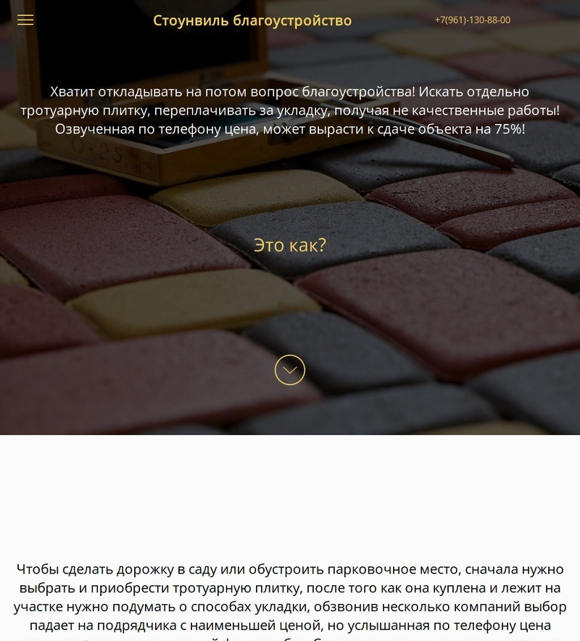 Стоунвиль благоустройство
+7(961)-130-88-00
Хватит откладывать на потом вопрос благоустройства! Искать отдельно
тротуарную плитку, переплачивать за укладку, получая не качественные работы!
Озвученная по телефону цена, может вырасти к сдаче объекта на 75%!
Это как?
Чтобы сделать дорожку в саду или обустроить парковочное место, сначала нужно
выбрать и приобрести тротуарную плитку, после того как она куплена и лежит на
участке нужно подумать о способах укладки, обзвонив несколько компаний выбор
падает на подрядчика с наименьшей ценой, но услышанная по телефону цена